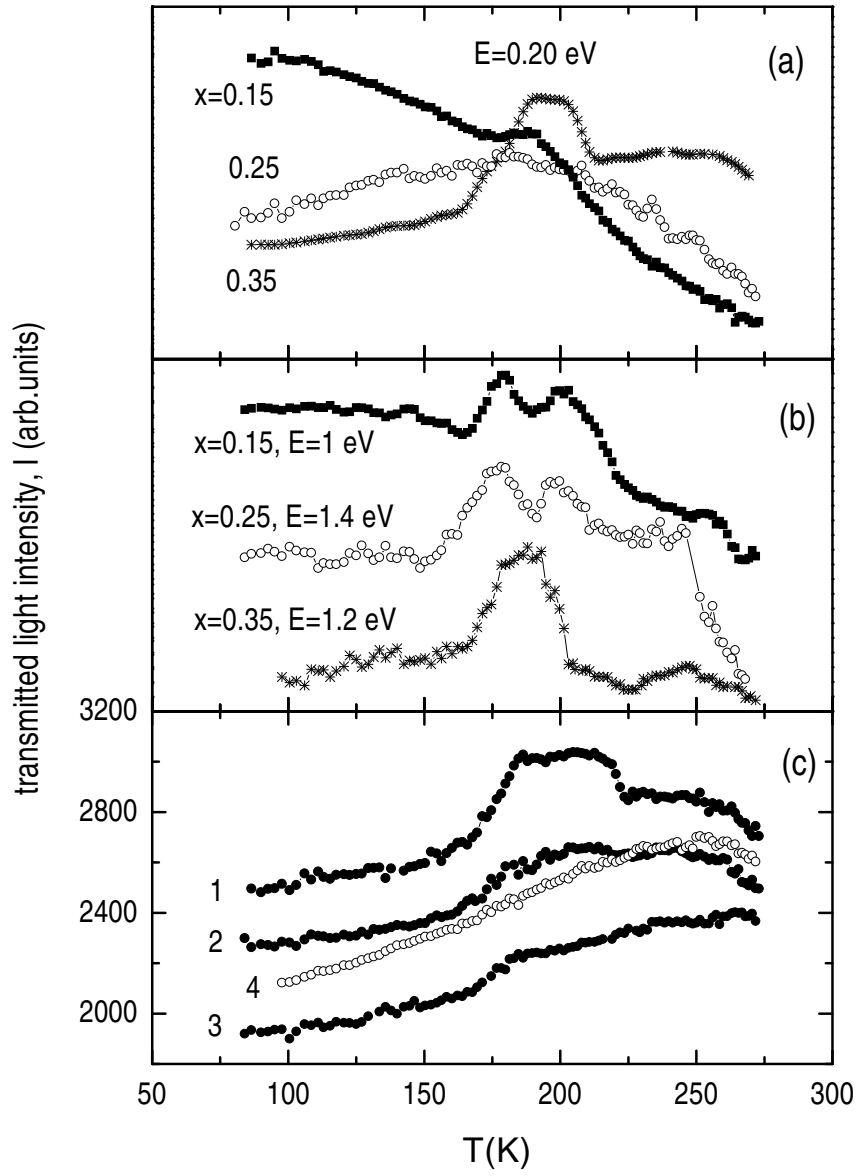 (a)
E=0.20 eV
x=0.15
0.25
0.35
(b)
x=0.15, E=1 eV
x=0.25, E=1.4 eV
x=0.35, E=1.2 eV
transmitted light intensity, I (arb.units)
(c)
3200
2800
2400
2000
1
2
4
3
50 100 150 200 250 300
T(K)